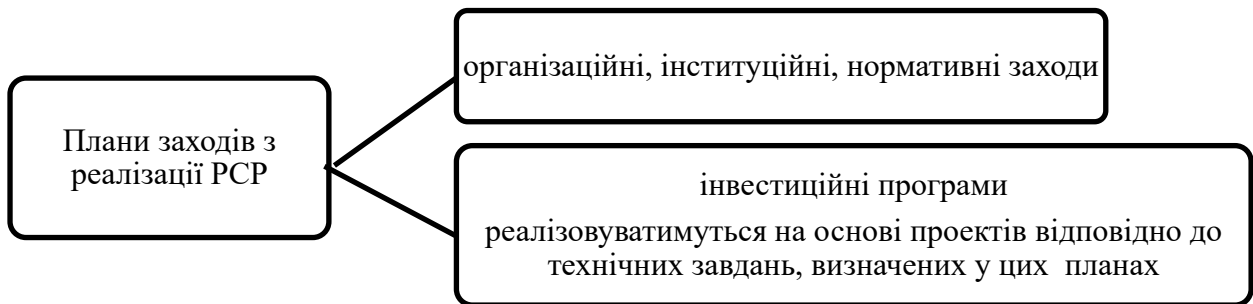 Плани заходів з
реалізації РСР
організаційні, інституційні, нормативні заходи
інвестиційні програми
реалізовуватимуться на основі проектів відповідно до
технічних завдань, визначених у цих планах